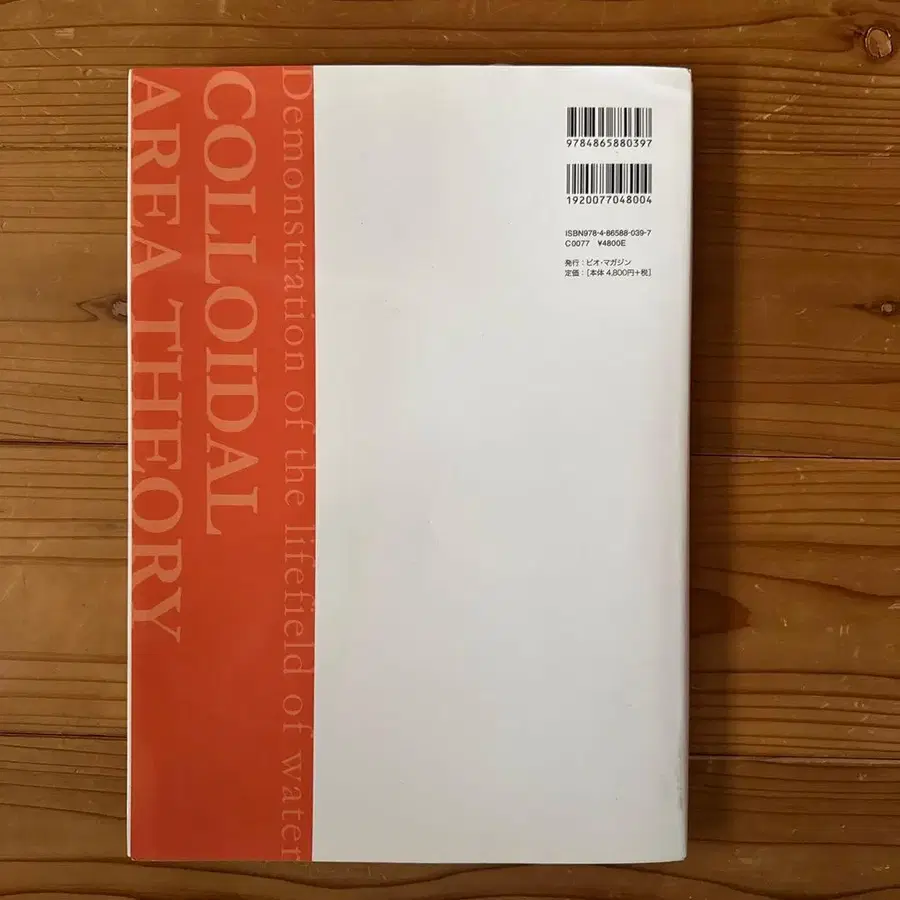 COLLOIDAL
AREA THEORY
Demonstration of the lifefield of water
9784865880397
1920077048004
ISBN978-4-86588-039-7
C0077 ¥4800E
発行：ビオ・マガジン
定価：[本体 4,800円+税]